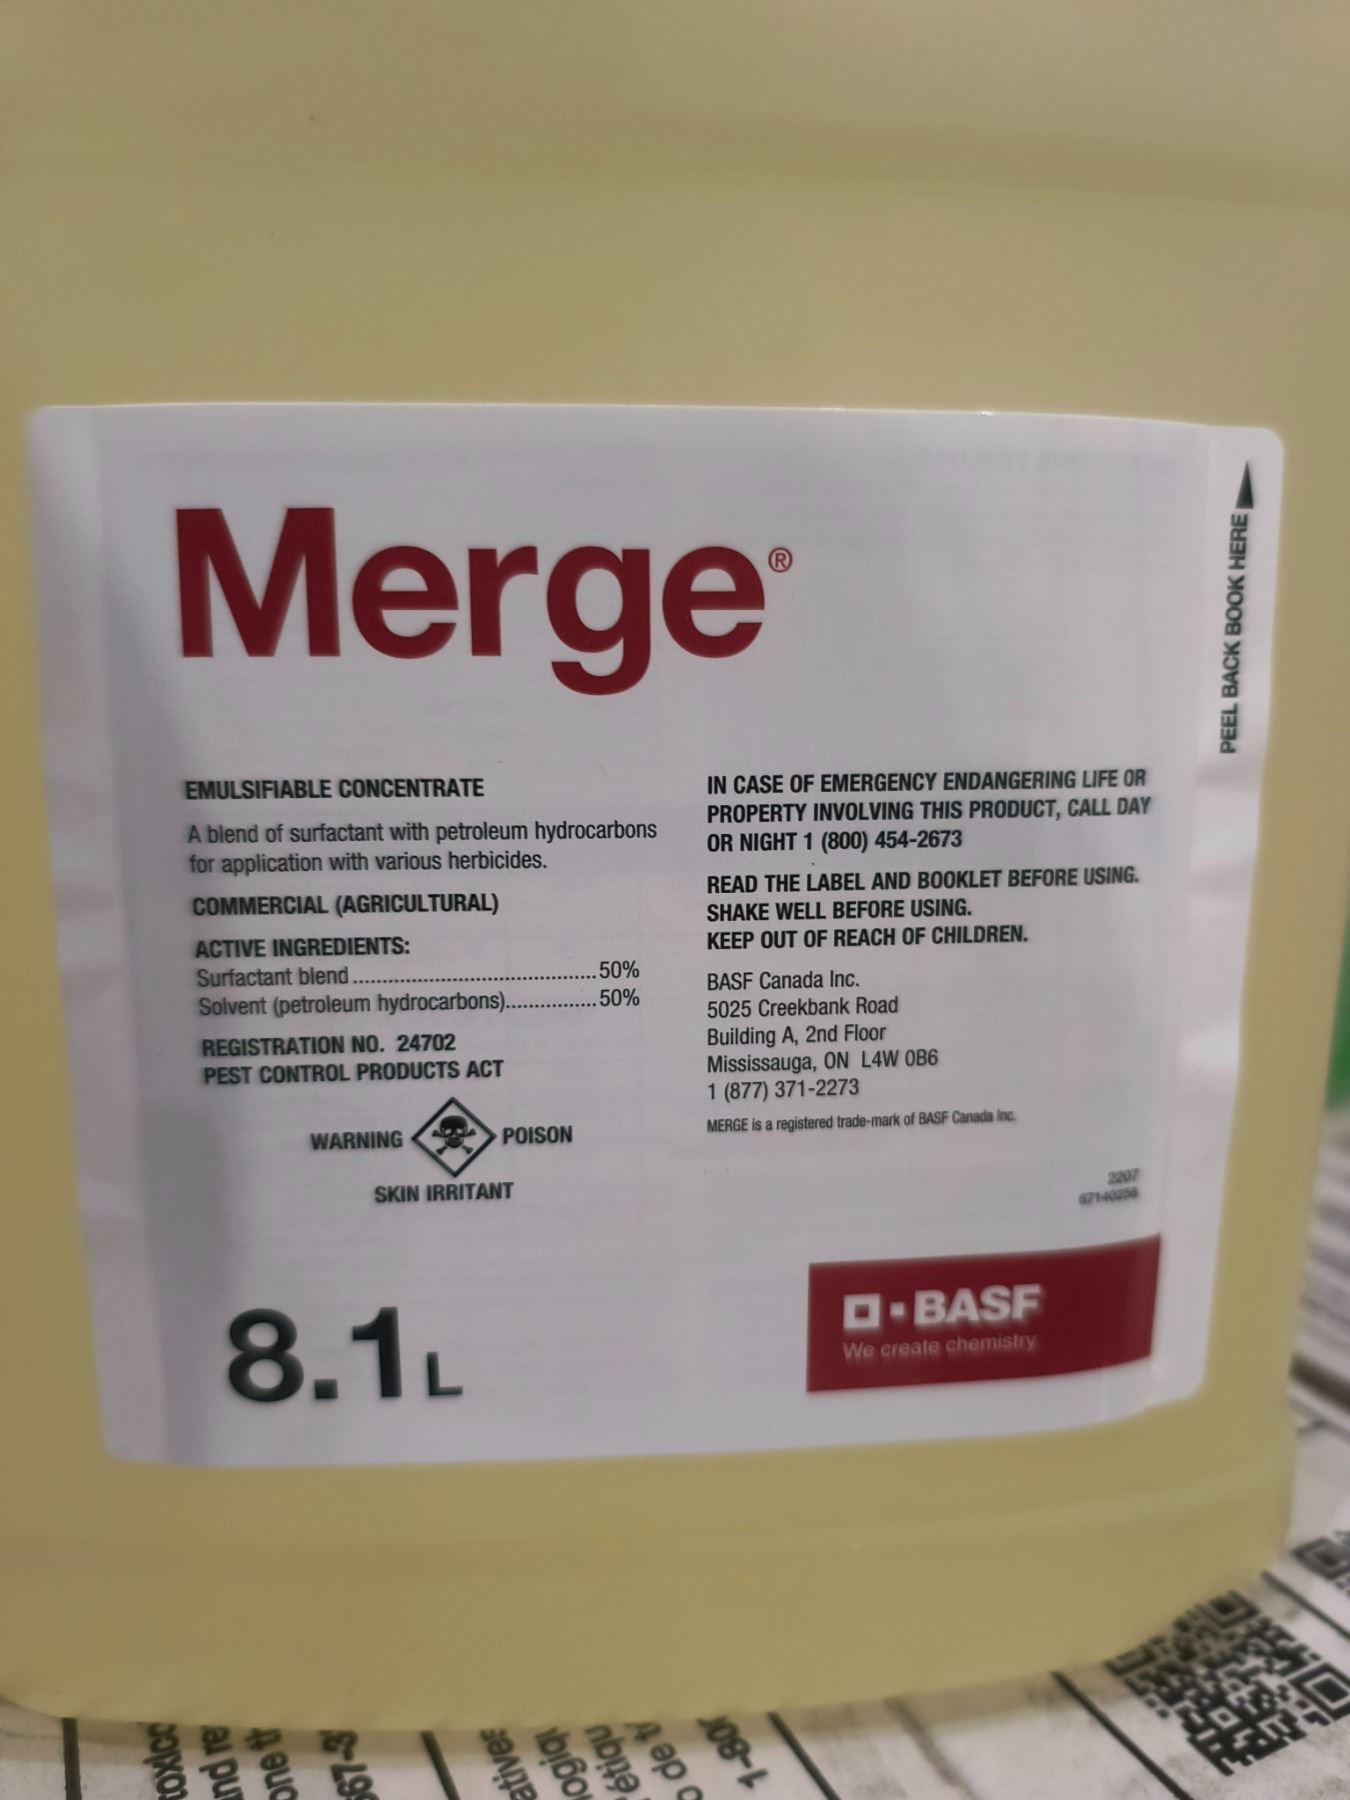 Merge®
PEEL BACK BOOK HERE
EMULSIFIABLE CONCENTRATE
A blend of surfactant with petroleum hydrocarbons
for application with various herbicides.
COMMERCIAL (AGRICULTURAL)
ACTIVE INGREDIENTS:
Surfactant blend ........................................ 50%
Solvent (petroleum hydrocarbons)................ 50%
REGISTRATION NO. 24702
PEST CONTROL PRODUCTS ACT
WARNING POISON
SKIN IRRITANT
8.1 L
IN CASE OF EMERGENCY ENDANGERING LIFE OR
PROPERTY INVOLVING THIS PRODUCT, CALL DAY
OR NIGHT 1 (800) 454-2673
READ THE LABEL AND BOOKLET BEFORE USING.
SHAKE WELL BEFORE USING.
KEEP OUT OF REACH OF CHILDREN.
BASF Canada Inc.
5025 Creekbank Road
Building A, 2nd Floor
Mississauga, ON L4W 0B6
1 (877) 371-2273
MERGE is a registered trade-mark of BASF Canada Inc.
2207
67140256
BASF
We create chemistry